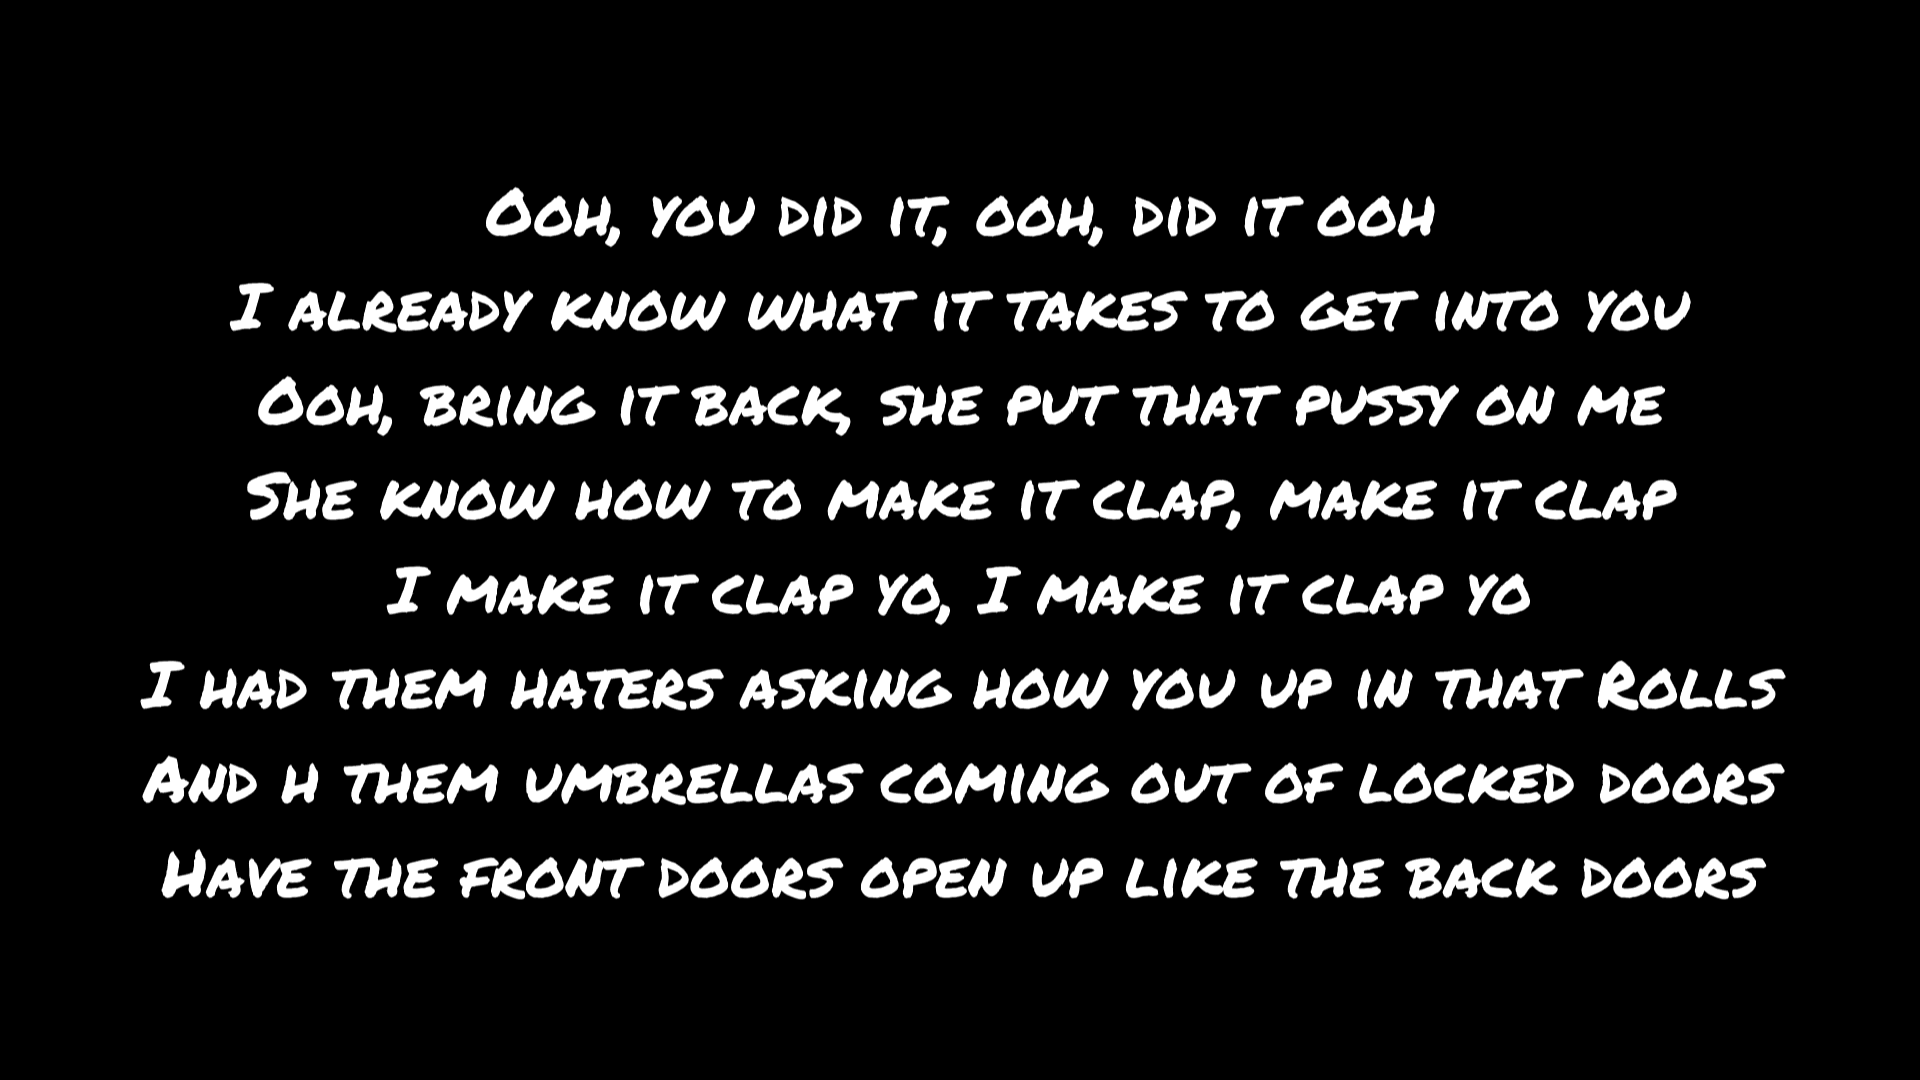 Ooh, you did it, ooh, did it ooh
I already know what it takes to get into you
Ooh, bring it back, she put that pussy on me
She know how to make it clap, make it clap
I make it clap yo, I make it clap yo
I had them haters asking how you up in that Rolls
And h them umbrellas coming out of locked doors
Have the front doors open up like the back doors